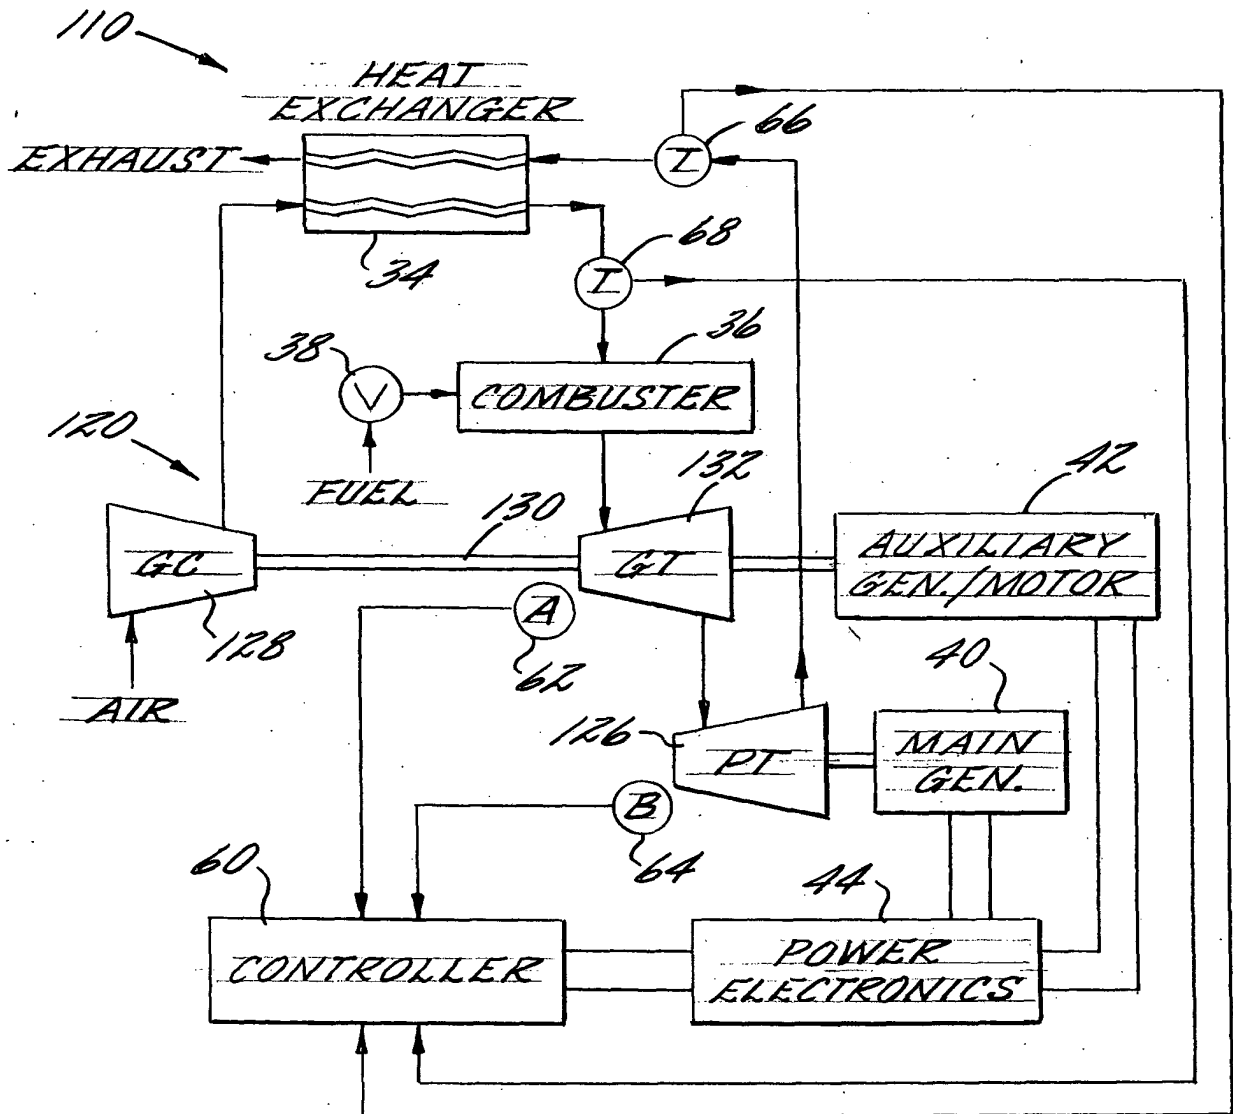 110
HEAT
EXCHANGER
EXHAUST
66
I
34
68
I
38
V
36
COMBUSTER
FUEL
120
130
132
42
GC
GT
AUXILIARY
GEN./MOTOR
128
AIR
A
62
126
PT
40
MAIN
GEN.
B
64
60
CONTROLLER
44
POWER
ELECTRONICS